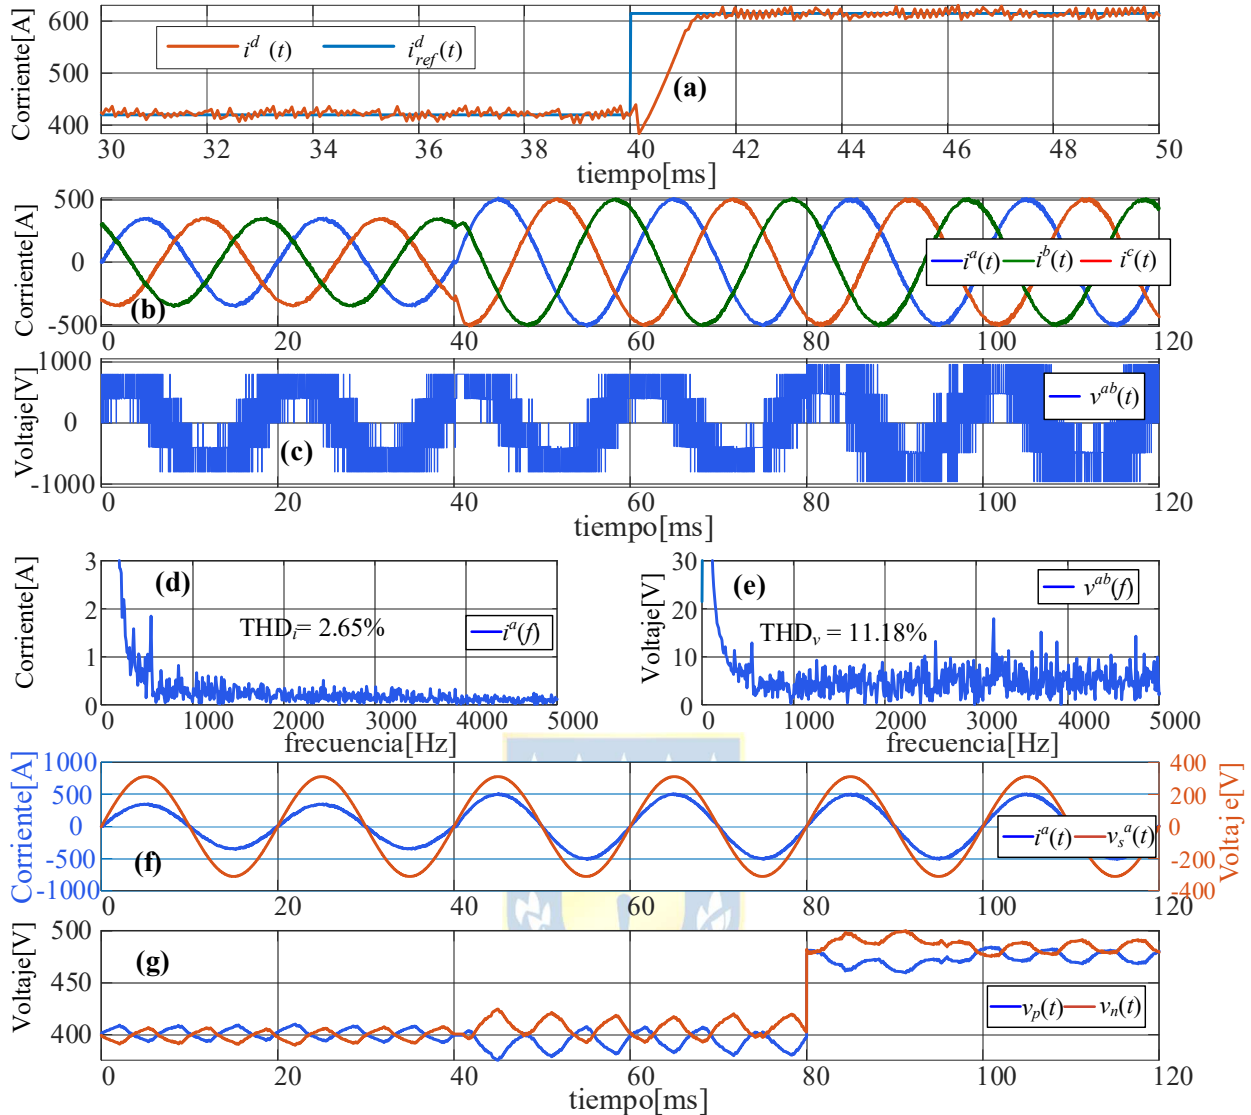 Corriente[A]
600
500
400
i^d (t) i^d_ref(t)
(a)
30 32 34 36 38 40 42 44 46 48 50
tiempo[ms]
Corriente[A]
500
0
-500
(b)
i^a(t) i^b(t) i^c(t)
0 20 40 60 80 100 120
Voltaje[V]
1000
0
-1000
(c)
v^ab(t)
0 20 40 60 80 100 120
tiempo[ms]
Corriente[A]
3
2
1
0
(d)
THD_i= 2.65%
i^a(f)
0 1000 2000 3000 4000 5000
frecuencia[Hz]
Voltaje[V]
30
20
10
0
(e)
THD_v = 11.18%
v^ab(f)
0 1000 2000 3000 4000 5000
frecuencia[Hz]
Corriente[A]
1000
500
0
-500
-1000
(f)
i^a(t) v_s^a(t)
400
200
0
-200
-400
Voltaje[V]
0 20 40 60 80 100 120
Voltaje[V]
500
450
400
(g)
v_p(t) v_n(t)
0 20 40 60 80 100 120
tiempo[ms]